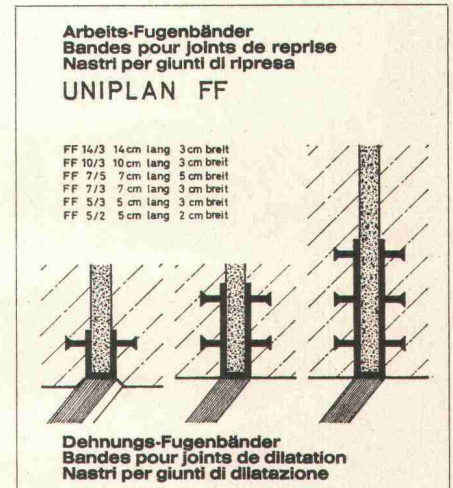 Arbeits-Fugenbänder
Bandes pour joints de reprise
Nastri per giunti di ripresa
UNIPLAN FF
FF 14/3 14 cm lang 3 cm breit
FF 10/3 10 cm lang 3 cm breit
FF 7/5 7 cm lang 5 cm breit
FF 7/3 7 cm lang 3 cm breit
FF 5/3 5 cm lang 3 cm breit
FF 5/2 5 cm lang 2 cm breit
Dehnungs-Fugenbänder
Bandes pour joints de dilatation
Nastri per giunti di dilatazione